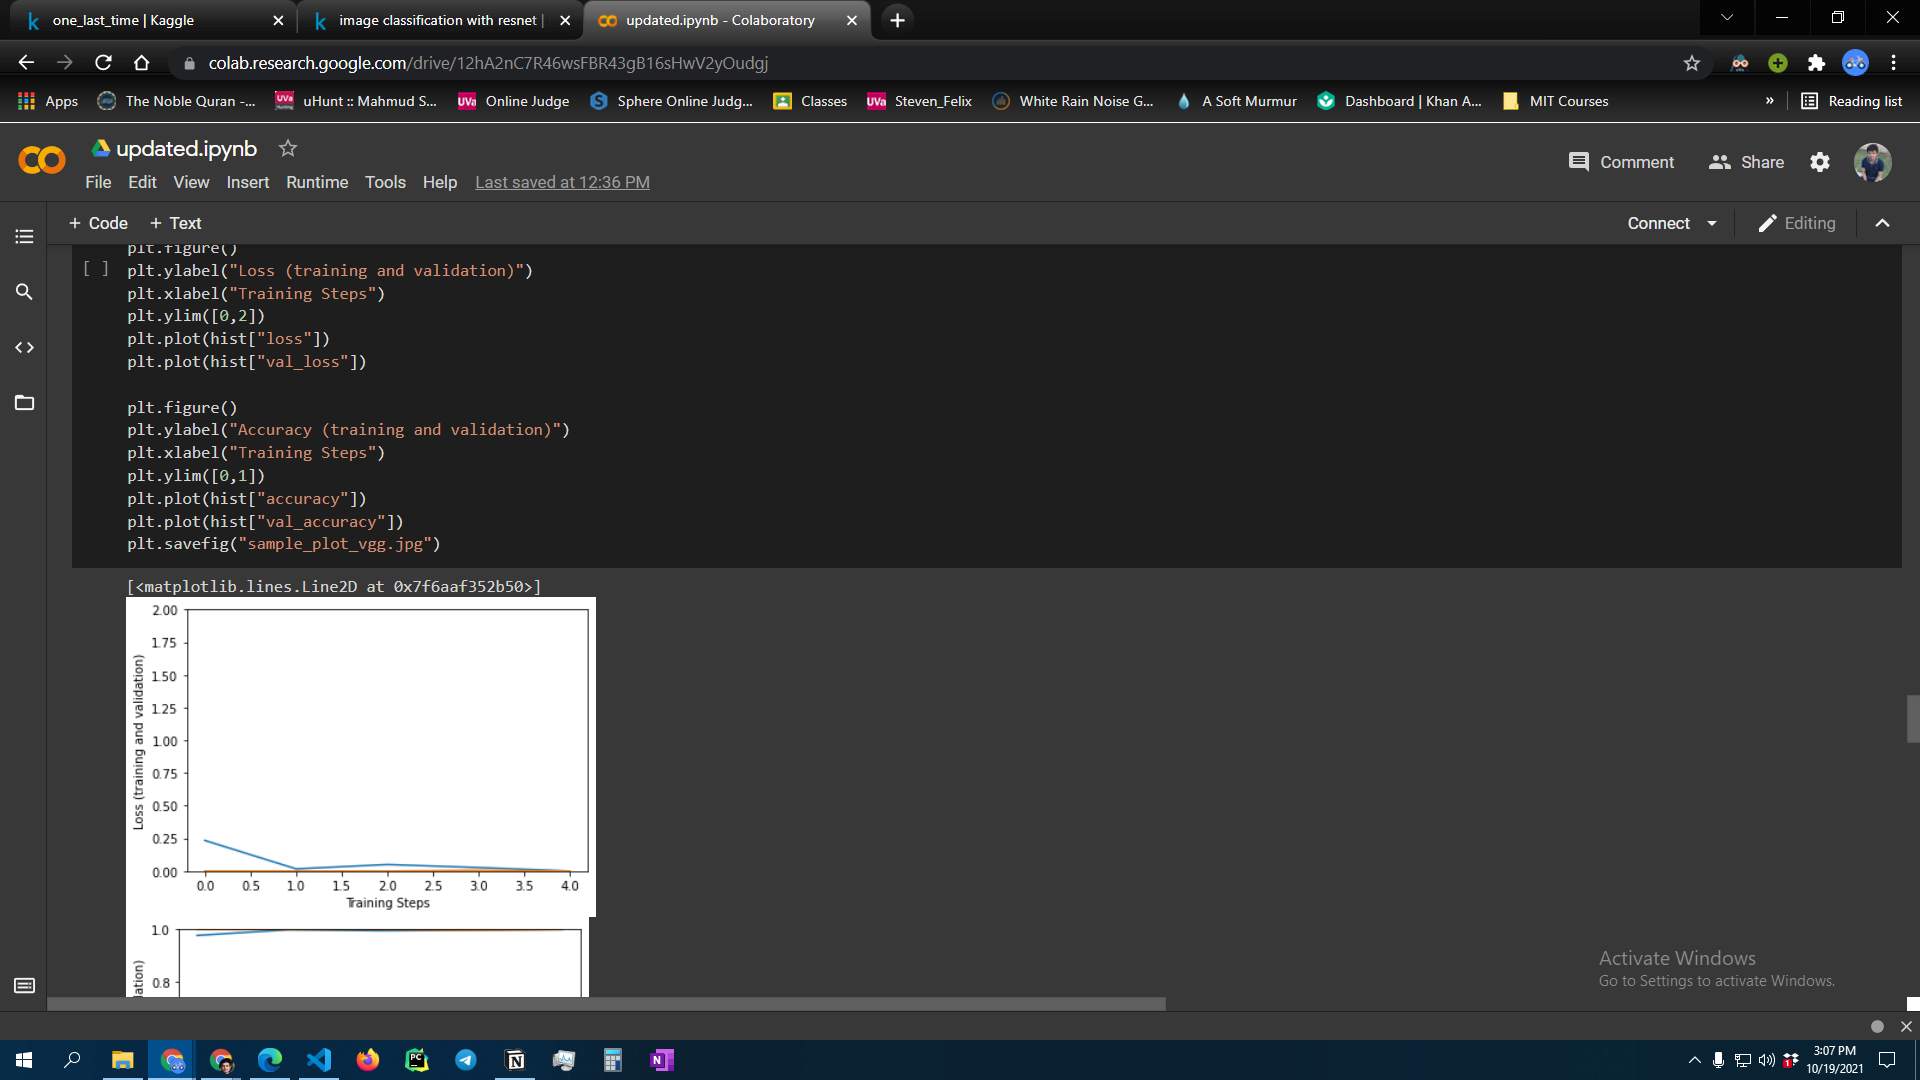 one_last_time | Kaggle
image classification with resnet |
updated.ipynb - Colaboratory
colab.research.google.com/drive/12hA2nC7R46wsFBR43gB16sHwV2yOudgj
Apps
The Noble Quran -...
uHunt :: Mahmud S...
Online Judge
Sphere Online Judg...
Classes
Steven_Felix
White Rain Noise G...
A Soft Murmur
Dashboard | Khan A...
MIT Courses
»
Reading list
updated.ipynb
Comment
Share
File Edit View Insert Runtime Tools Help Last saved at 12:36 PM
+ Code + Text
Connect
Editing
plt.figure()
[ ] plt.ylabel("Loss (training and validation)")
plt.xlabel("Training Steps")
plt.ylim([0,2])
plt.plot(hist["loss"])
plt.plot(hist["val_loss"])
plt.figure()
plt.ylabel("Accuracy (training and validation)")
plt.xlabel("Training Steps")
plt.ylim([0,1])
plt.plot(hist["accuracy"])
plt.plot(hist["val_accuracy"])
plt.savefig("sample_plot_vgg.jpg")
[<matplotlib.lines.Line2D at 0x7f6aaf352b50>]
2.00
1.75
1.50
1.25
1.00
0.75
0.50
0.25
0.00
Loss (training and validation)
0.0 0.5 1.0 1.5 2.0 2.5 3.0 3.5 4.0
Training Steps
1.0
0.8
lation)
Activate Windows
Go to Settings to activate Windows.
3:07 PM
10/19/2021